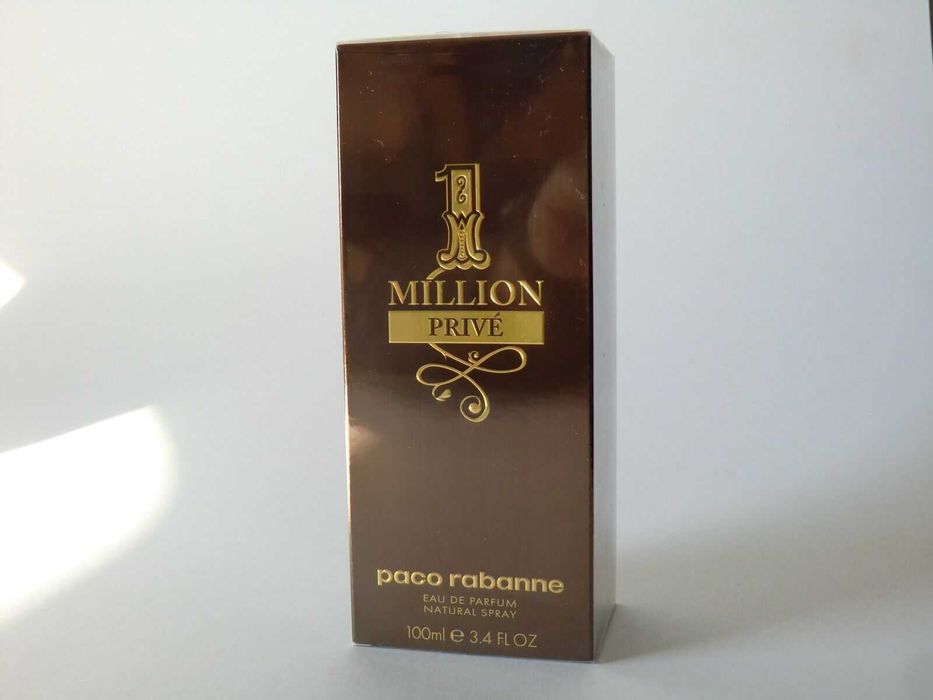 1
MILLION
PRIVÉ
paco rabanne
EAU DE PARFUM
NATURAL SPRAY
100ml e 3.4 FL OZ